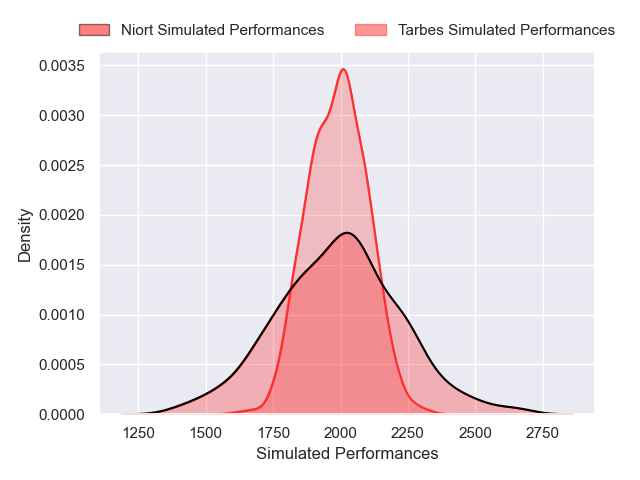 Niort Simulated Performances Tarbes Simulated Performances
0.0035
0.0030
0.0025
0.0020
0.0015
0.0010
0.0005
0.0000
Density
1250 1500 1750 2000 2250 2500 2750
Simulated Performances